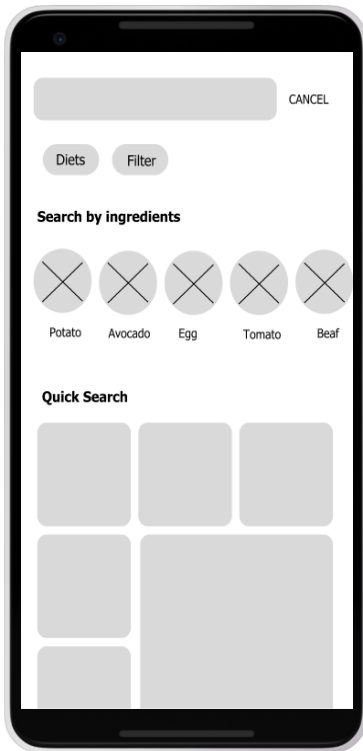 CANCEL
Diets Filter
Search by ingredients
Potato Avocado Egg Tomato Beaf
Quick Search